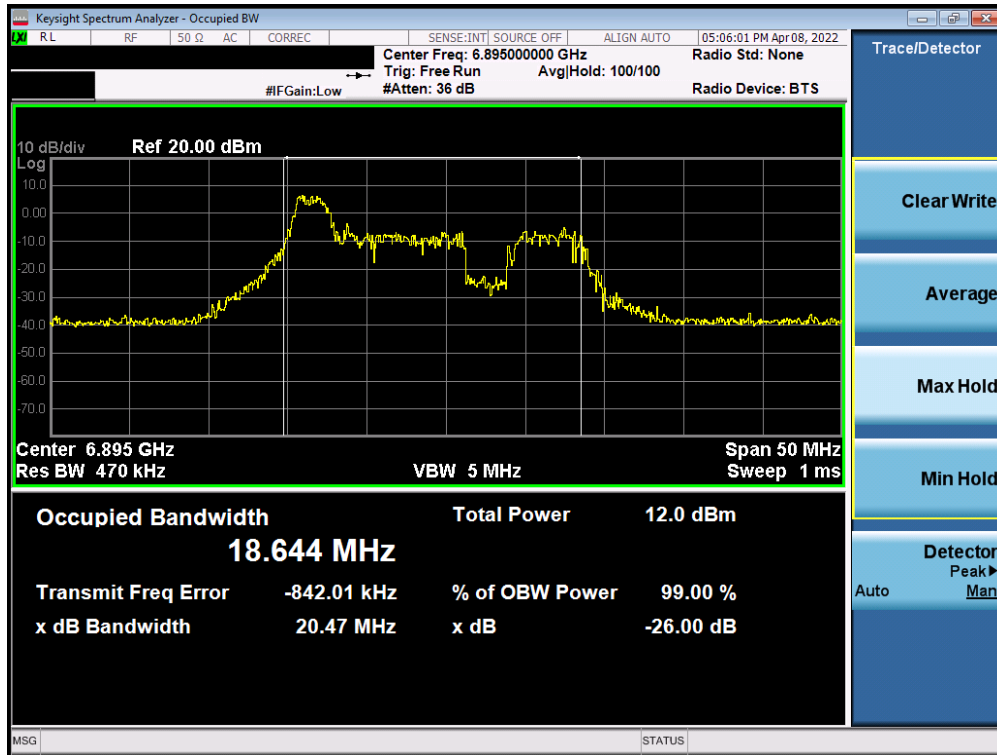 Keysight Spectrum Analyzer - Occupied BW
LXI RL RF 50 Ω AC CORREC SENSE:INT SOURCE OFF ALIGN AUTO 05:06:01 PM Apr 08, 2022
Center Freq: 6.895000000 GHz Radio Std: None
Trig: Free Run Avg|Hold: 100/100
#IFGain:Low #Atten: 36 dB Radio Device: BTS
Trace/Detector
10 dB/div Ref 20.00 dBm
Log
10.0
0.00
-10.0
-20.0
-30.0
-40.0
-50.0
-60.0
-70.0
Center 6.895 GHz Span 50 MHz
Res BW 470 kHz VBW 5 MHz Sweep 1 ms
Occupied Bandwidth Total Power 12.0 dBm
18.644 MHz
Transmit Freq Error -842.01 kHz % of OBW Power 99.00 %
x dB Bandwidth 20.47 MHz x dB -26.00 dB
Clear Write
Average
Max Hold
Min Hold
Detector
Peak▶
Auto Man
MSG STATUS